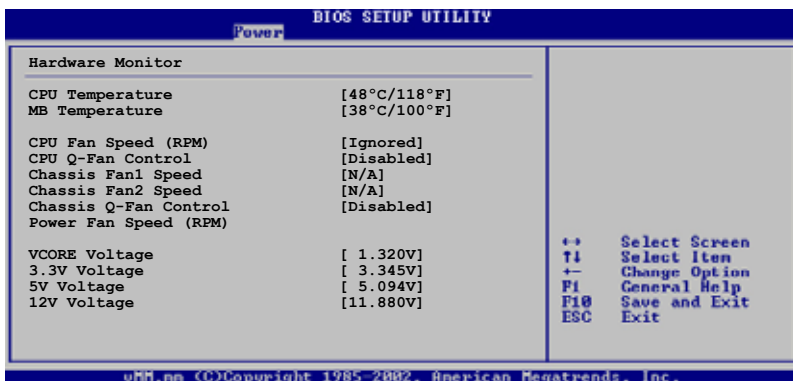 BIOS SETUP UTILITY
Power
Hardware Monitor
CPU Temperature [48°C/118°F]
MB Temperature [38°C/100°F]
CPU Fan Speed (RPM) [Ignored]
CPU Q-Fan Control [Disabled]
Chassis Fan1 Speed [N/A]
Chassis Fan2 Speed [N/A]
Chassis Q-Fan Control [Disabled]
Power Fan Speed (RPM)
VCORE Voltage [ 1.320V]
3.3V Voltage [ 3.345V]
5V Voltage [ 5.094V]
12V Voltage [11.880V]
↔ Select Screen
↑↓ Select Item
+- Change Option
F1 General Help
F10 Save and Exit
ESC Exit
vMM.nn (C)Copyright 1985-2002, American Megatrends, Inc.